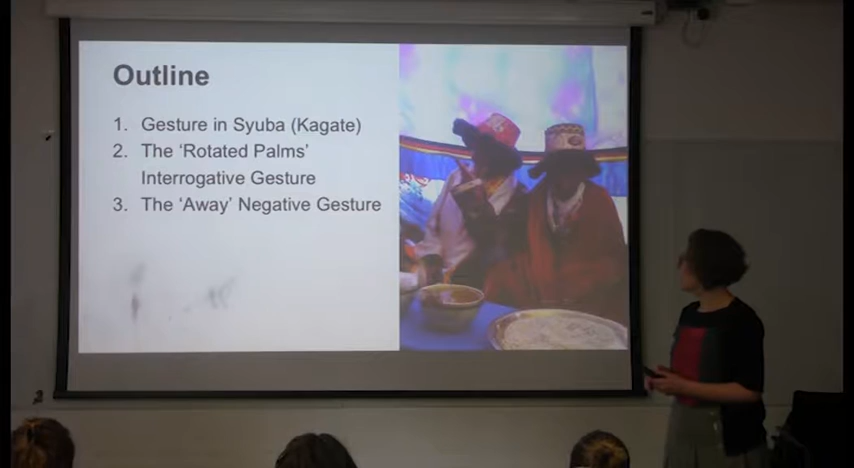 Outline
1. Gesture in Syuba (Kagate)
2. The ‘Rotated Palms’
Interrogative Gesture
3. The ‘Away’ Negative Gesture